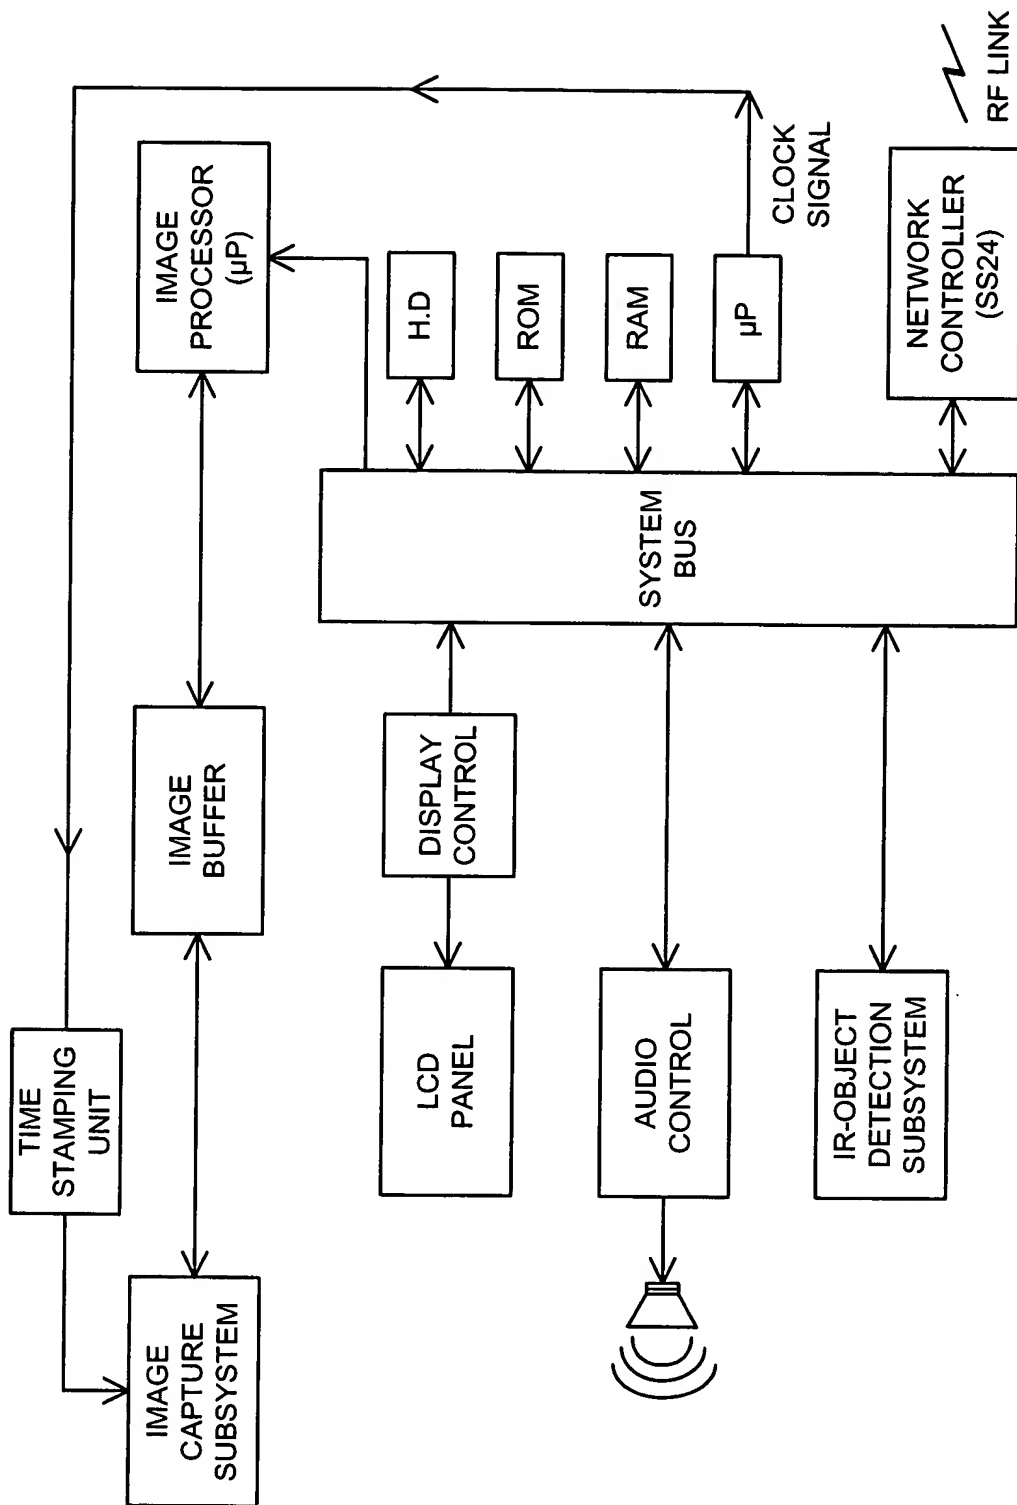 TIME
STAMPING
UNIT
IMAGE
CAPTURE
SUBSYSTEM
IMAGE
BUFFER
IMAGE
PROCESSOR
(μP)
LCD
PANEL
DISPLAY
CONTROL
H.D
ROM
RAM
μP
CLOCK
SIGNAL
SYSTEM
BUS
AUDIO
CONTROL
IR-OBJECT
DETECTION
SUBSYSTEM
NETWORK
CONTROLLER
(SS24)
RF LINK